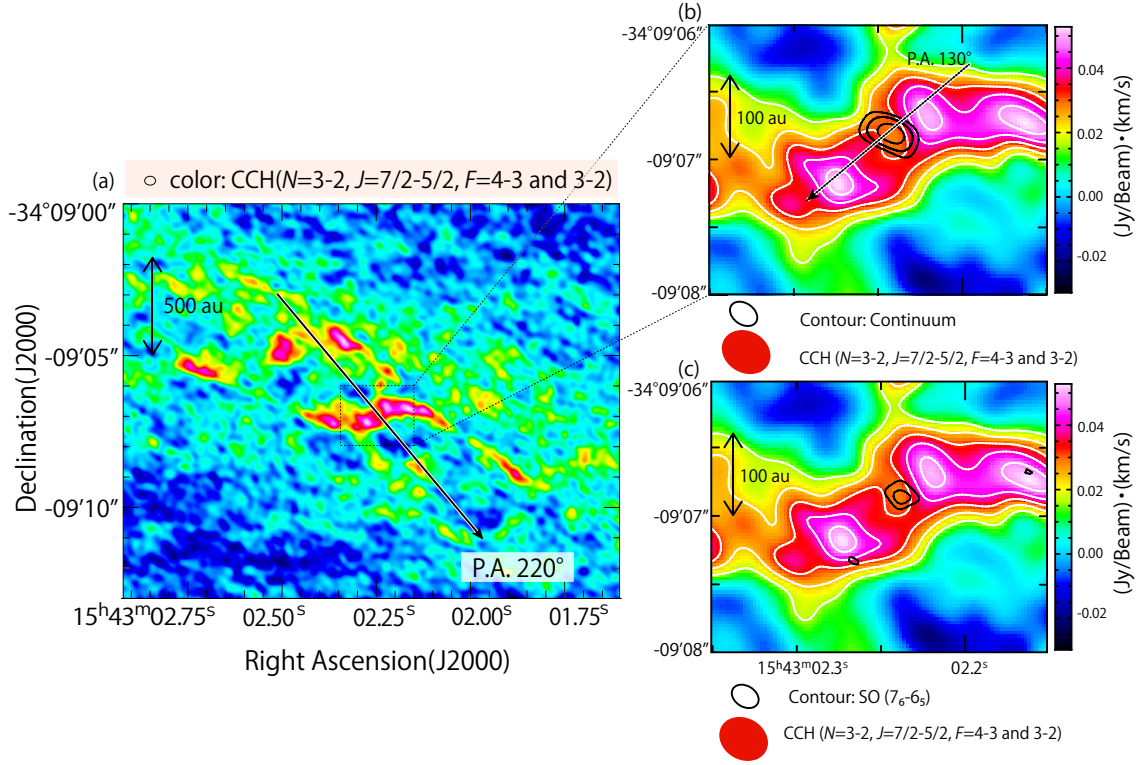 (a)
color: CCH(N=3-2, J=7/2-5/2, F=4-3 and 3-2)
-34°09′00″
500 au
-09′05″
-09′10″
Declination(J2000)
P.A. 220°
15ʰ43ᵐ02.75ˢ
02.50ˢ
02.25ˢ
02.00ˢ
01.75ˢ
Right Ascension(J2000)
(b)
-34°09′06″
P.A. 130°
100 au
-09′07″
-09′08″
0.04
0.02
0.00
-0.02
(Jy/Beam)•(km/s)
Contour: Continuum
CCH (N=3-2, J=7/2-5/2, F=4-3 and 3-2)
(c)
-34°09′06″
100 au
-09′07″
-09′08″
15ʰ43ᵐ02.3ˢ
02.2ˢ
0.04
0.02
0.00
-0.02
(Jy/Beam)•(km/s)
Contour: SO (7₆-6₅)
CCH (N=3-2, J=7/2-5/2, F=4-3 and 3-2)